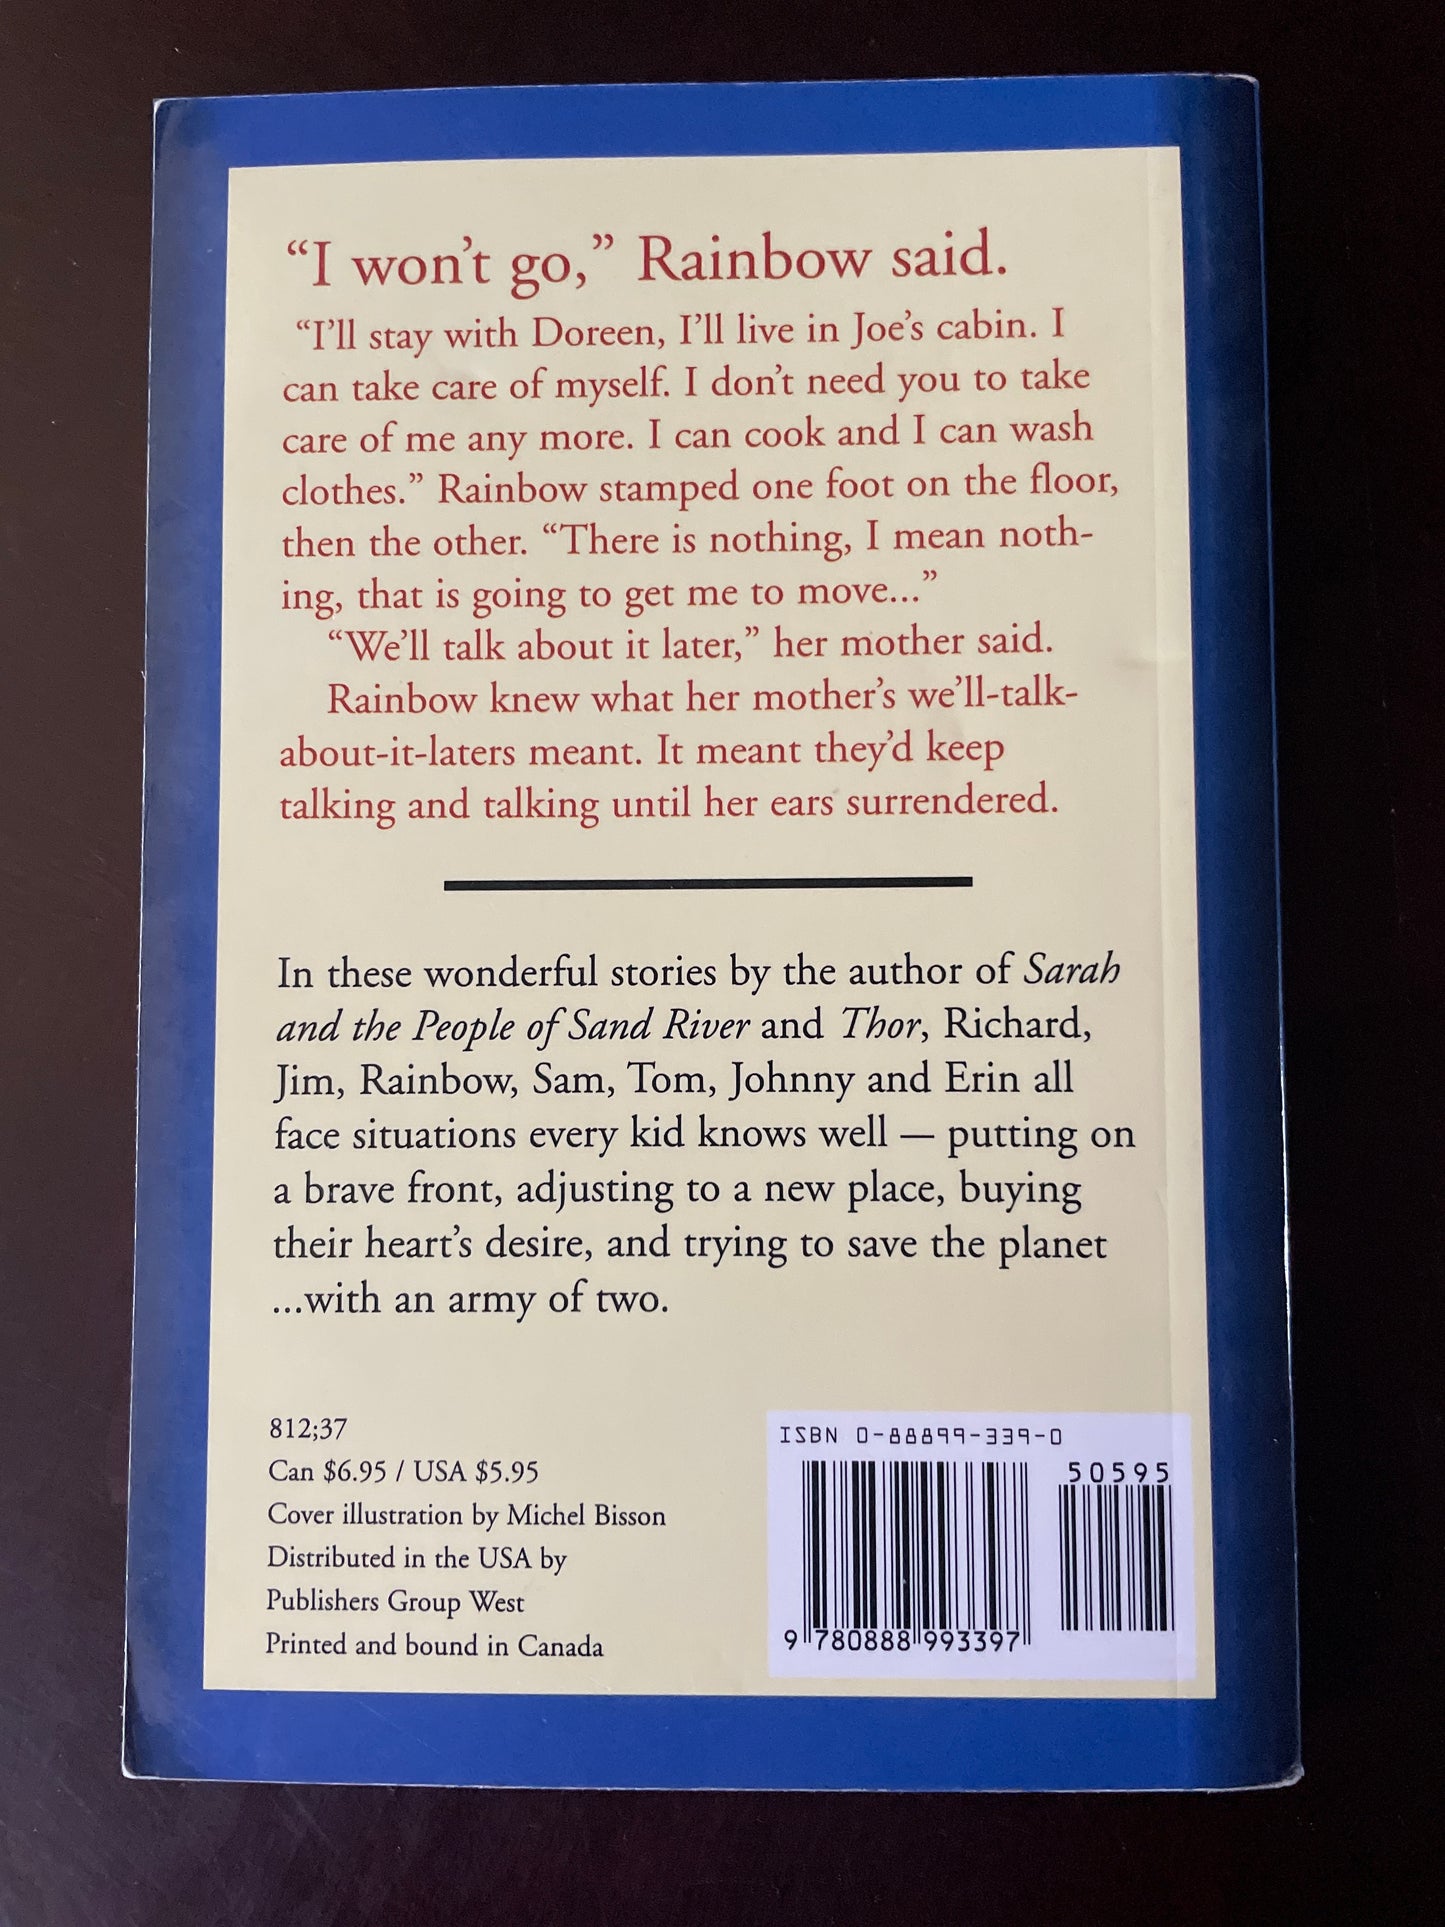 “I won’t go,” Rainbow said.
“I’ll stay with Doreen, I’ll live in Joe’s cabin. I
can take care of myself. I don’t need you to take
care of me any more. I can cook and I can wash
clothes.” Rainbow stamped one foot on the floor,
then the other. “There is nothing, I mean noth-
ing, that is going to get me to move...”
“We’ll talk about it later,” her mother said.
Rainbow knew what her mother’s we’ll-talk-
about-it-laters meant. It meant they’d keep
talking and talking until her ears surrendered.
In these wonderful stories by the author of Sarah
and the People of Sand River and Thor, Richard,
Jim, Rainbow, Sam, Tom, Johnny and Erin all
face situations every kid knows well — putting on
a brave front, adjusting to a new place, buying
their heart’s desire, and trying to save the planet
...with an army of two.
812;37
Can $6.95 / USA $5.95
Cover illustration by Michel Bisson
Distributed in the USA by
Publishers Group West
Printed and bound in Canada
ISBN 0-88899-339-0
50595
9 780888 993397